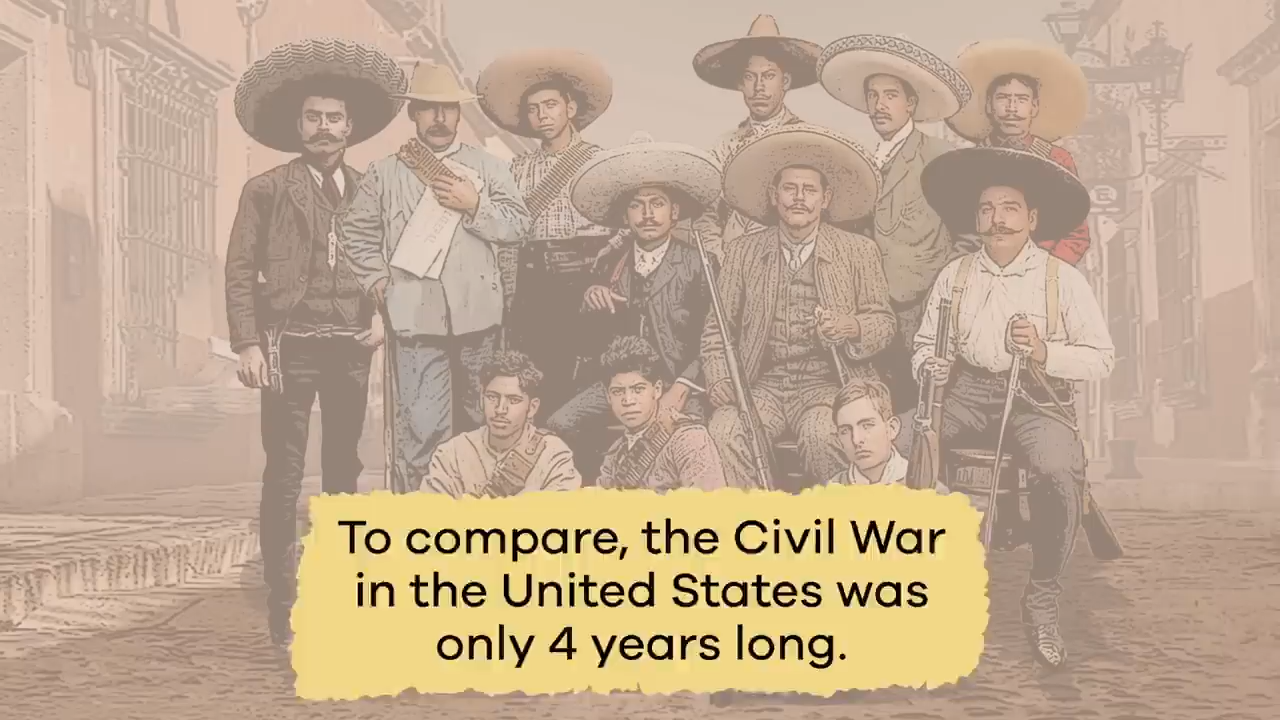 To compare, the Civil War
in the United States was
only 4 years long.